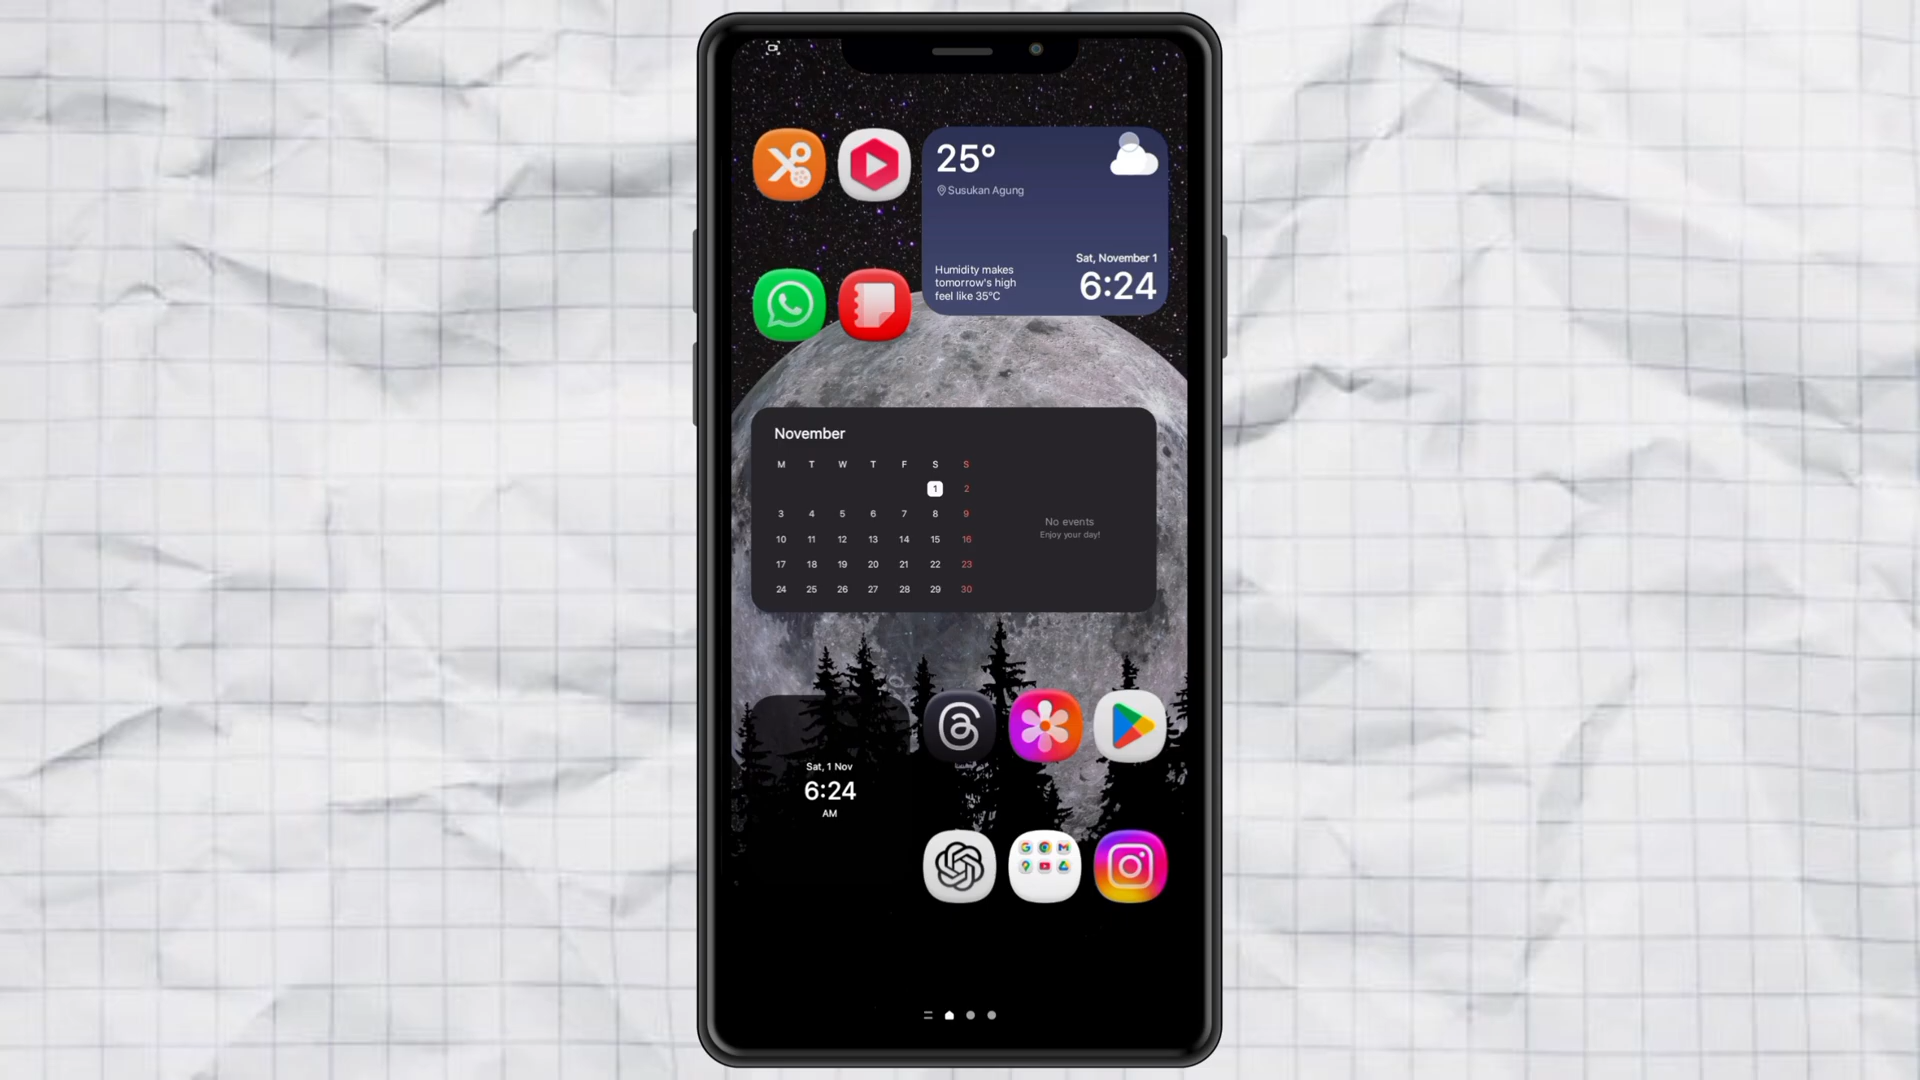 25°
Susukan Agung
Sat, November 1
Humidity makes
tomorrow's high
feel like 35°C
6:24
November
M T W T F S S
1 2
3 4 5 6 7 8 9
10 11 12 13 14 15 16
17 18 19 20 21 22 23
24 25 26 27 28 29 30
No events
Enjoy your day!
Sat, 1 Nov
6:24
AM